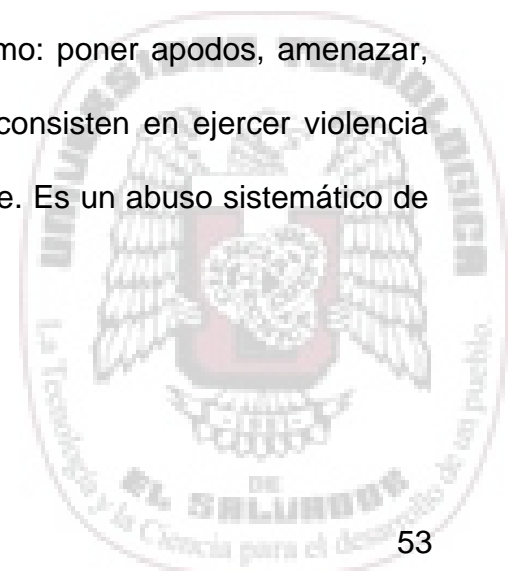 mo: poner apodos, amenazar,
consisten en ejercer violencia
e. Es un abuso sistemático de
UNIVERSIDAD TECNOLOGICA
DE
EL SALVADOR
La Tecnología y la Ciencia para el desarrollo de un pueblo.
53